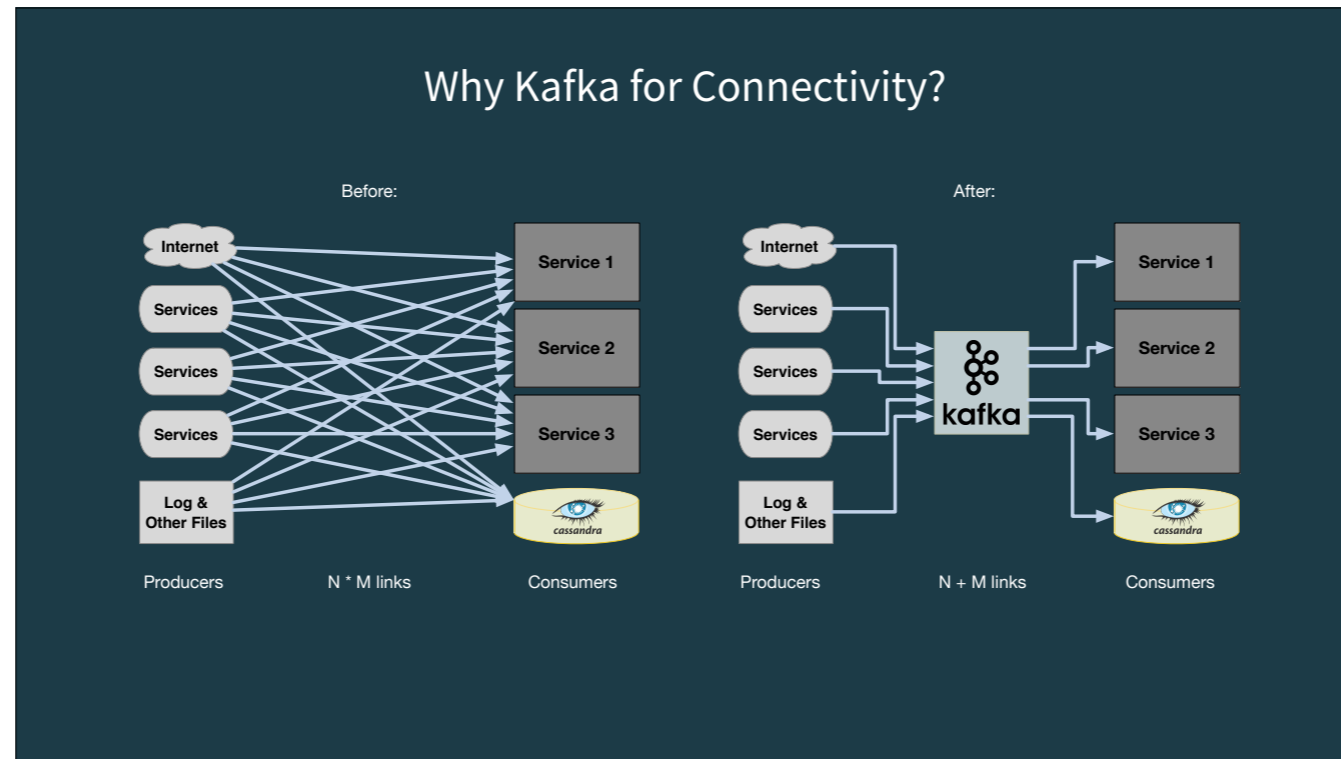 Why Kafka for Connectivity?
Before:
Internet
Services
Services
Services
Log &
Other Files
Service 1
Service 2
Service 3
cassandra
Producers
N * M links
Consumers
After:
Internet
Services
Services
Services
Log &
Other Files
kafka
Service 1
Service 2
Service 3
cassandra
Producers
N + M links
Consumers